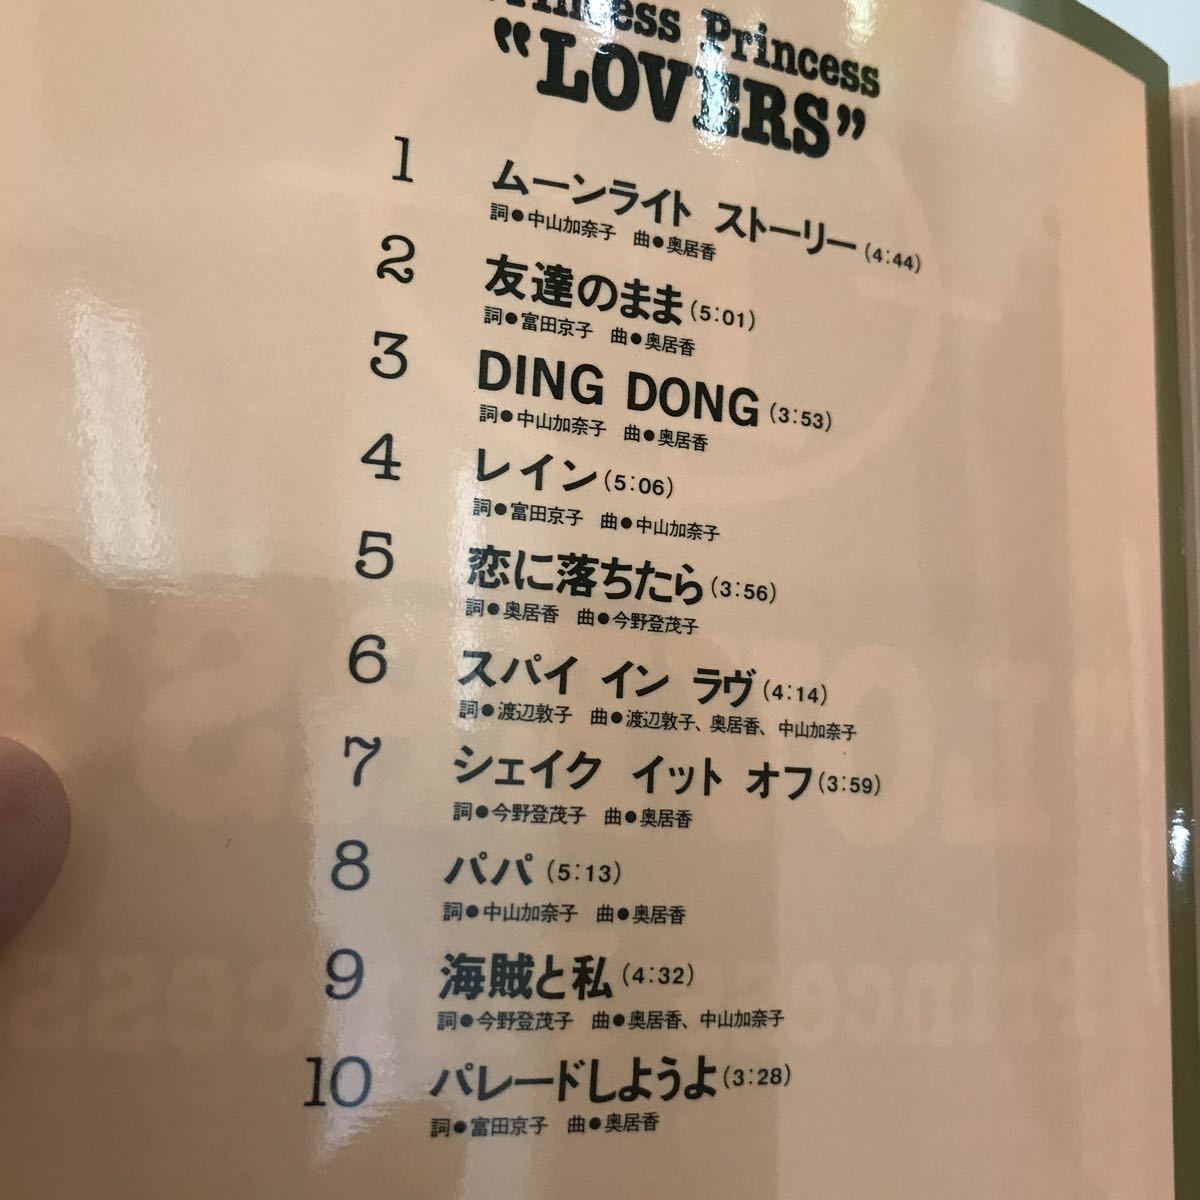 Princess Princess
“LOVERS”
1 ムーンライト ストーリー (4:44)
詞●中山加奈子 曲●奥居香
2 友達のまま (5:01)
詞●富田京子 曲●奥居香
3 DING DONG (3:53)
詞●中山加奈子 曲●奥居香
4 レイン (5:06)
詞●富田京子 曲●中山加奈子
5 恋に落ちたら (3:56)
詞●奥居香 曲●今野登茂子
6 スパイ イン ラヴ (4:14)
詞●渡辺敦子 曲●渡辺敦子、奥居香、中山加奈子
7 シェイク イット オフ (3:59)
詞●今野登茂子 曲●奥居香
8 パパ (5:13)
詞●中山加奈子 曲●奥居香
9 海賊と私 (4:32)
詞●今野登茂子 曲●奥居香、中山加奈子
10 パレードしようよ (3:28)
詞●富田京子 曲●奥居香